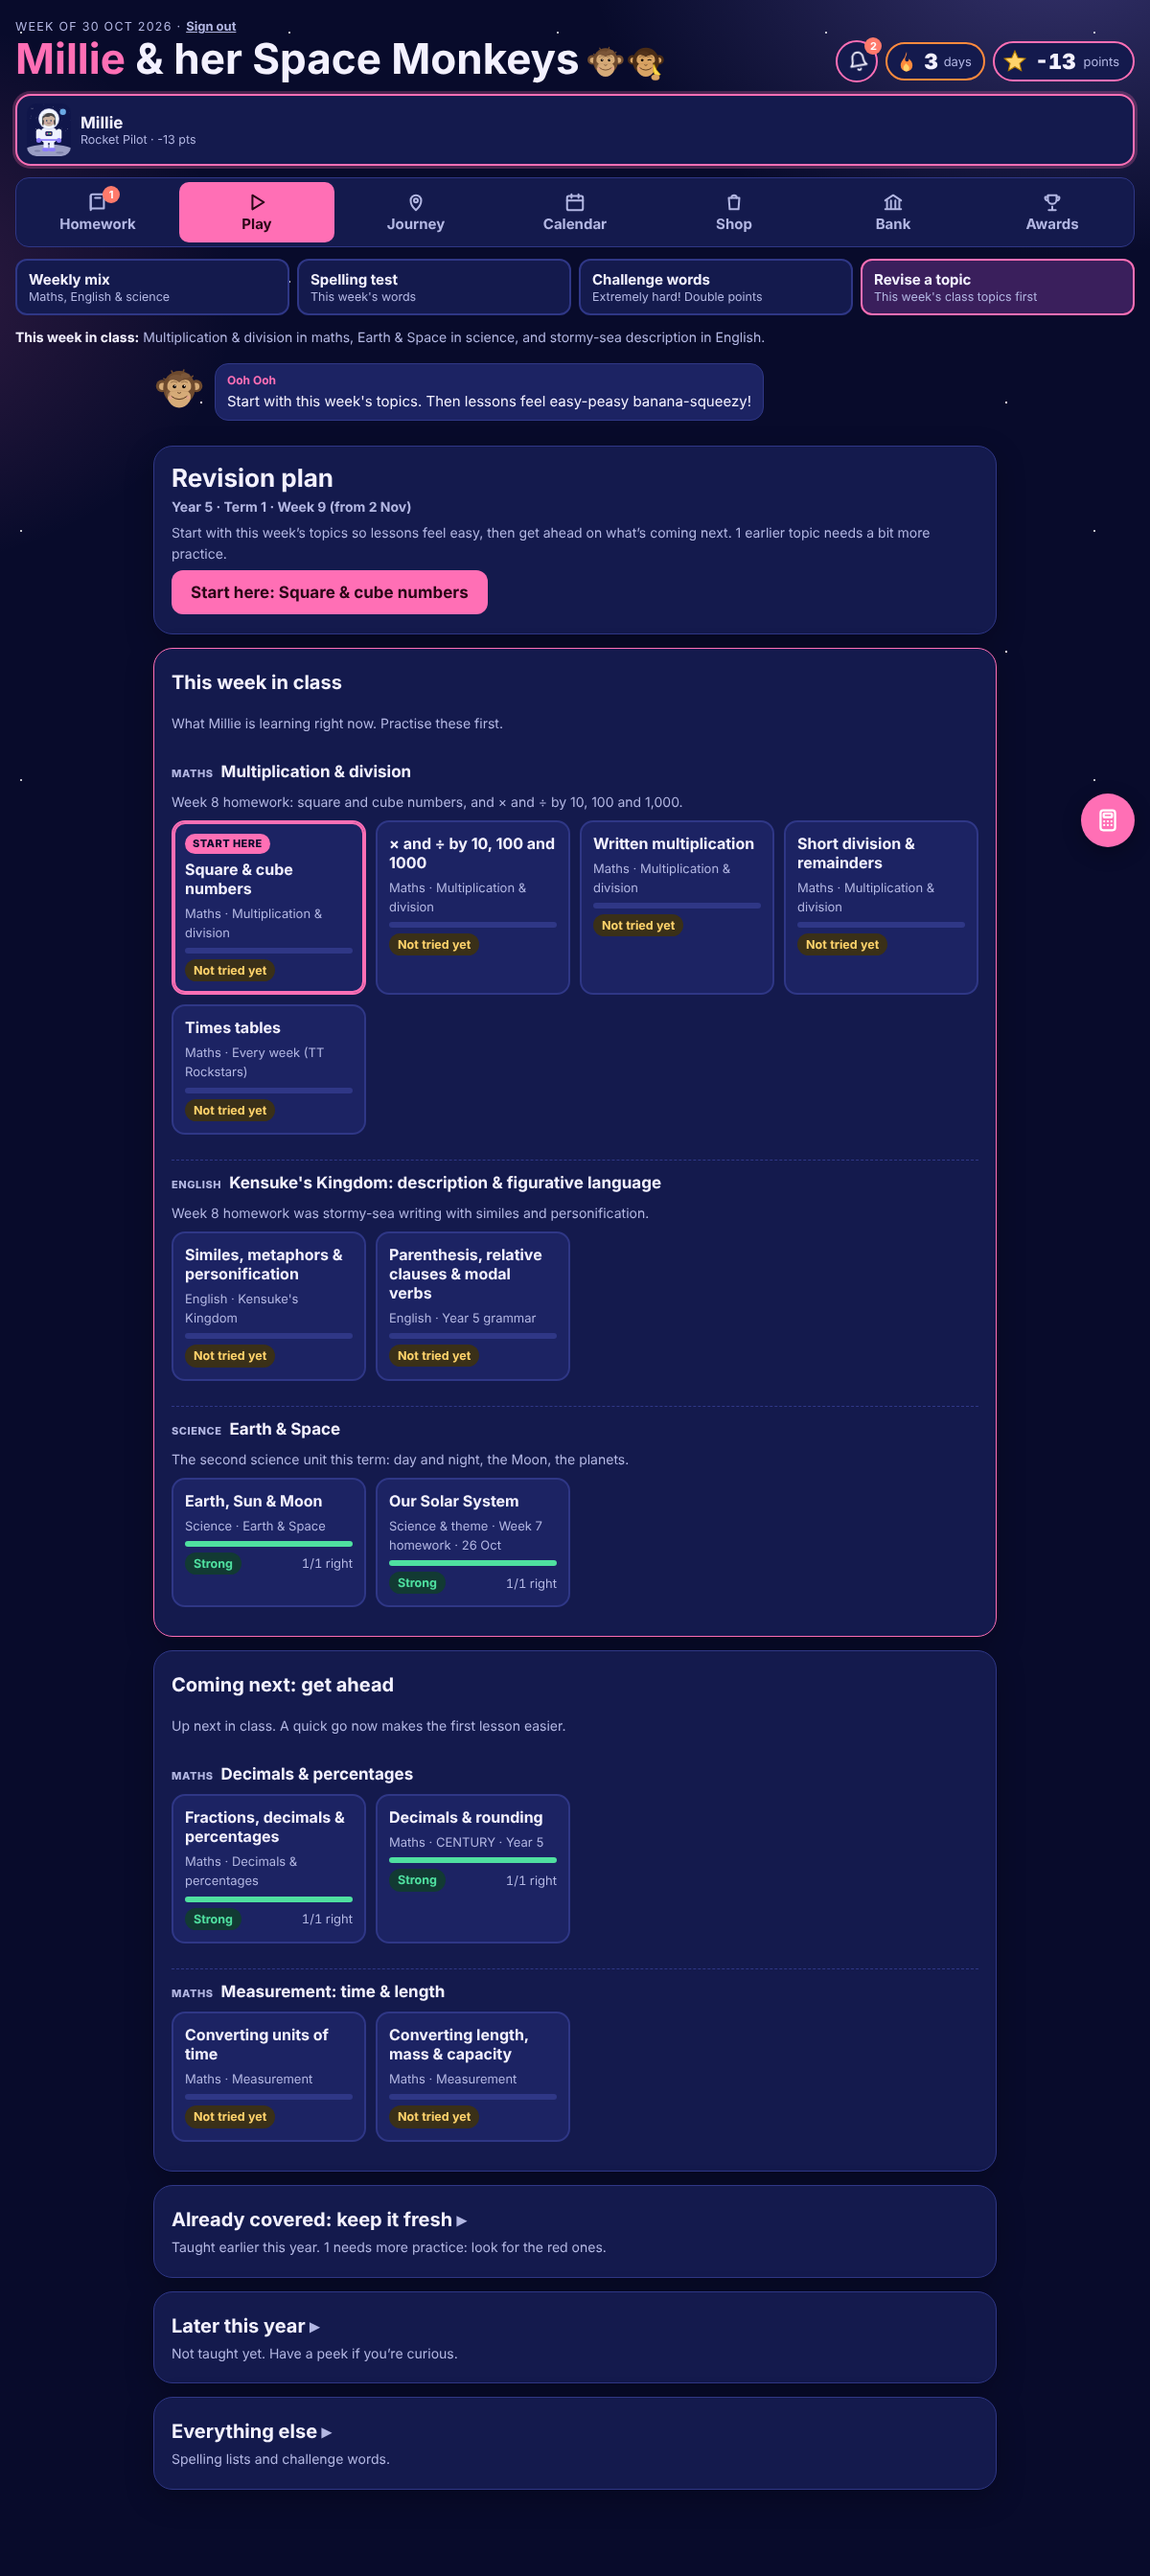 WEEK OF 30 OCT 2026 · Sign out
Millie & her Space Monkeys
2
3 days
-13 points
Millie
Rocket Pilot · -13 pts
1
Homework
Play
Journey
Calendar
Shop
Bank
Awards
Weekly mix
Maths, English & science
Spelling test
This week's words
Challenge words
Extremely hard! Double points
Revise a topic
This week's class topics first
This week in class: Multiplication & division in maths, Earth & Space in science, and stormy-sea description in English.
Ooh Ooh
Start with this week's topics. Then lessons feel easy-peasy banana-squeezy!
Revision plan
Year 5 · Term 1 · Week 9 (from 2 Nov)
Start with this week’s topics so lessons feel easy, then get ahead on what’s coming next. 1 earlier topic needs a bit more
practice.
Start here: Square & cube numbers
This week in class
What Millie is learning right now. Practise these first.
MATHS Multiplication & division
Week 8 homework: square and cube numbers, and × and ÷ by 10, 100 and 1,000.
START HERE
Square & cube
numbers
Maths · Multiplication &
division
Not tried yet
× and ÷ by 10, 100 and
1000
Maths · Multiplication &
division
Not tried yet
Written multiplication
Maths · Multiplication &
division
Not tried yet
Short division &
remainders
Maths · Multiplication &
division
Not tried yet
Times tables
Maths · Every week (TT
Rockstars)
Not tried yet
ENGLISH Kensuke's Kingdom: description & figurative language
Week 8 homework was stormy-sea writing with similes and personification.
Similes, metaphors &
personification
English · Kensuke's
Kingdom
Not tried yet
Parenthesis, relative
clauses & modal
verbs
English · Year 5 grammar
Not tried yet
SCIENCE Earth & Space
The second science unit this term: day and night, the Moon, the planets.
Earth, Sun & Moon
Science · Earth & Space
Strong 1/1 right
Our Solar System
Science & theme · Week 7
homework · 26 Oct
Strong 1/1 right
Coming next: get ahead
Up next in class. A quick go now makes the first lesson easier.
MATHS Decimals & percentages
Fractions, decimals &
percentages
Maths · Decimals &
percentages
Strong 1/1 right
Decimals & rounding
Maths · CENTURY · Year 5
Strong 1/1 right
MATHS Measurement: time & length
Converting units of
time
Maths · Measurement
Not tried yet
Converting length,
mass & capacity
Maths · Measurement
Not tried yet
Already covered: keep it fresh ▸
Taught earlier this year. 1 needs more practice: look for the red ones.
Later this year ▸
Not taught yet. Have a peek if you’re curious.
Everything else ▸
Spelling lists and challenge words.